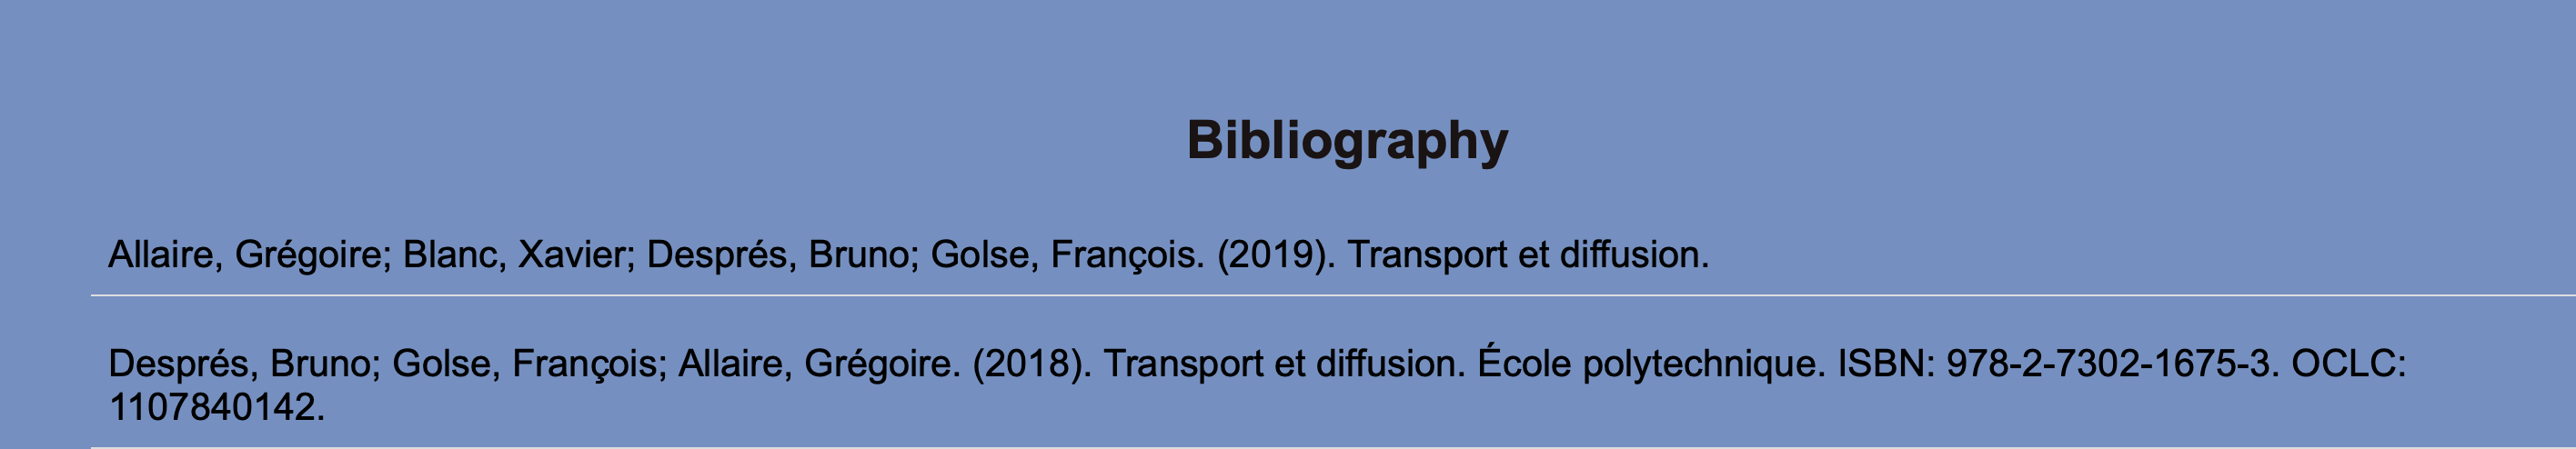 Bibliography
Allaire, Grégoire; Blanc, Xavier; Després, Bruno; Golse, François. (2019). Transport et diffusion.
Després, Bruno; Golse, François; Allaire, Grégoire. (2018). Transport et diffusion. École polytechnique. ISBN: 978-2-7302-1675-3. OCLC:
1107840142.